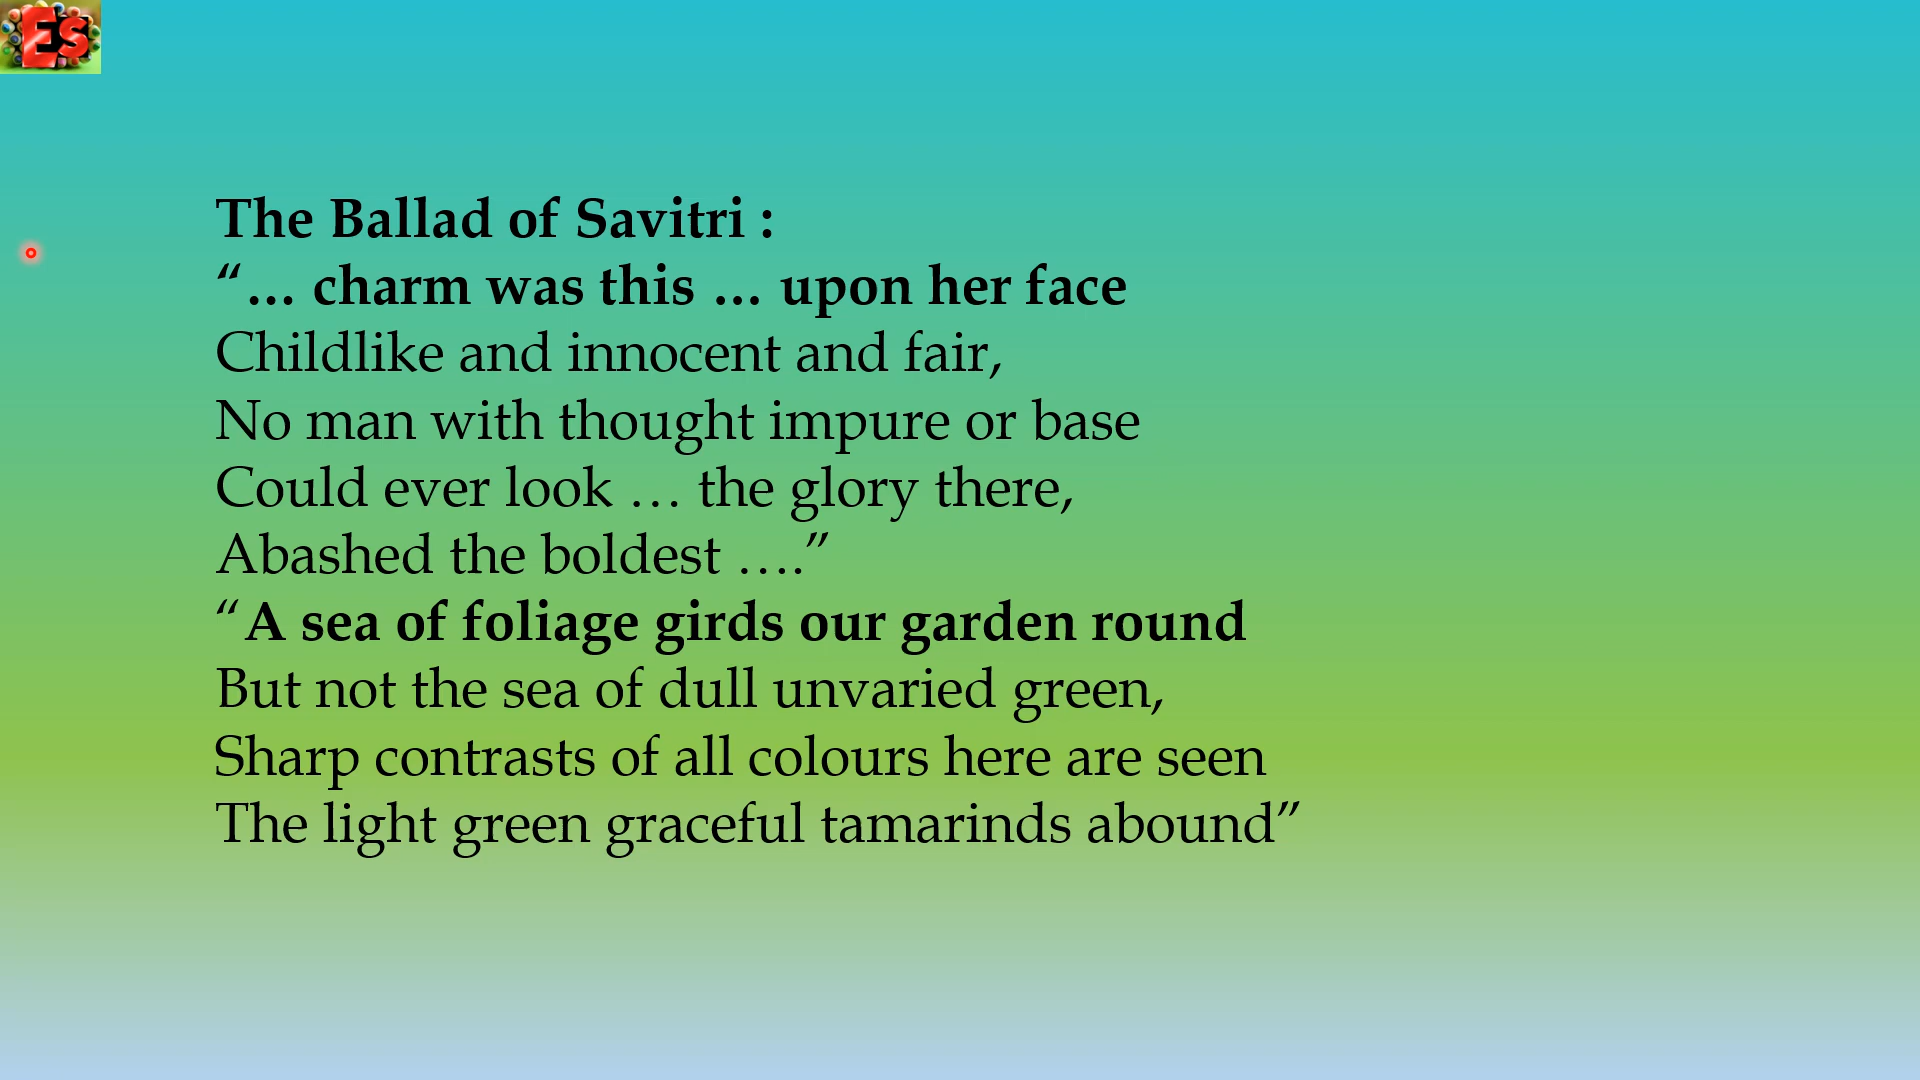 Es
The Ballad of Savitri :
“… charm was this … upon her face
Childlike and innocent and fair,
No man with thought impure or base
Could ever look … the glory there,
Abashed the boldest ….”
“A sea of foliage girds our garden round
But not the sea of dull unvaried green,
Sharp contrasts of all colours here are seen
The light green graceful tamarinds abound”